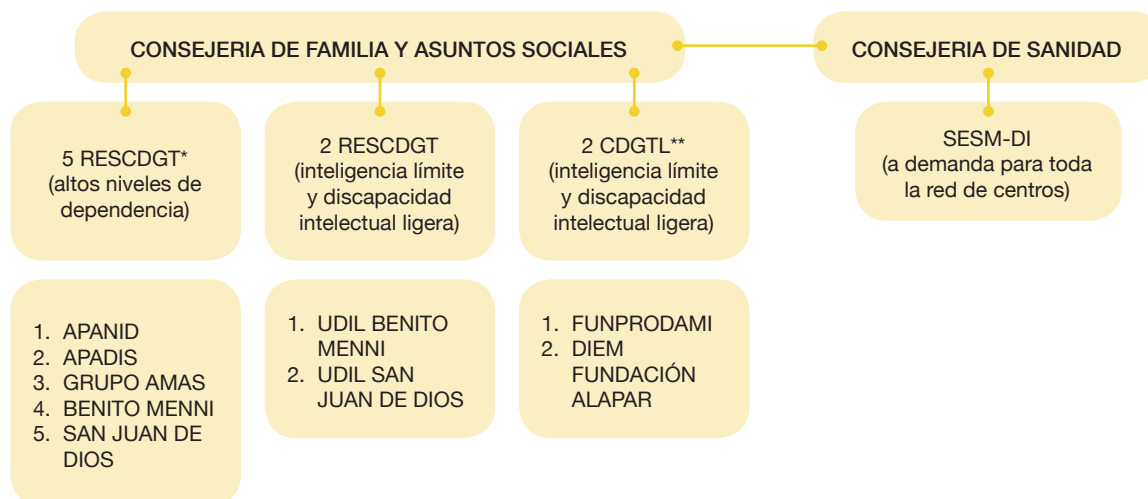 CONSEJERIA DE FAMILIA Y ASUNTOS SOCIALES
CONSEJERIA DE SANIDAD
5 RESCDGT*
(altos niveles de
dependencia)
2 RESCDGT
(inteligencia límite
y discapacidad
intelectual ligera)
2 CDGTL**
(inteligencia límite
y discapacidad
intelectual ligera)
SESM-DI
(a demanda para toda
la red de centros)
1. APANID
2. APADIS
3. GRUPO AMAS
4. BENITO MENNI
5. SAN JUAN DE
DIOS
1. UDIL BENITO
MENNI
2. UDIL SAN
JUAN DE DIOS
1. FUNPRODAMI
2. DIEM
FUNDACIÓN
ALAPAR